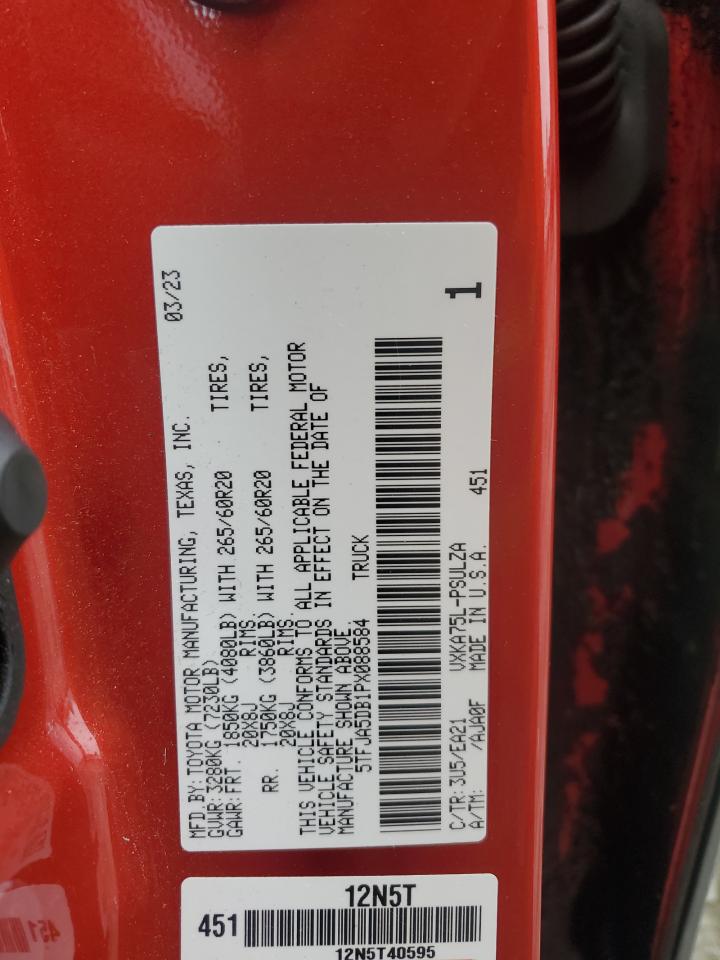 MFD.BY:TOYOTA MOTOR MANUFACTURING, TEXAS, INC. 03/23
GVWR:3280KG (7230LB)
GAWR:FRT. 1850KG (4080LB) WITH 265/60R20 TIRES,
20X8J RIMS.
RR. 1750KG (3860LB) WITH 265/60R20 TIRES,
20X8J RIMS.
THIS VEHICLE CONFORMS TO ALL APPLICABLE FEDERAL MOTOR
VEHICLE SAFETY STANDARDS IN EFFECT ON THE DATE OF
MANUFACTURE SHOWN ABOVE.
5TFJA5DB1PX088584 TRUCK
C/TR:3U5/EA21 VXKA75L-PSULZA
A/TM: /AJA0F MADE IN U.S.A. 451
1
12N5T
451
12N5T40595
451